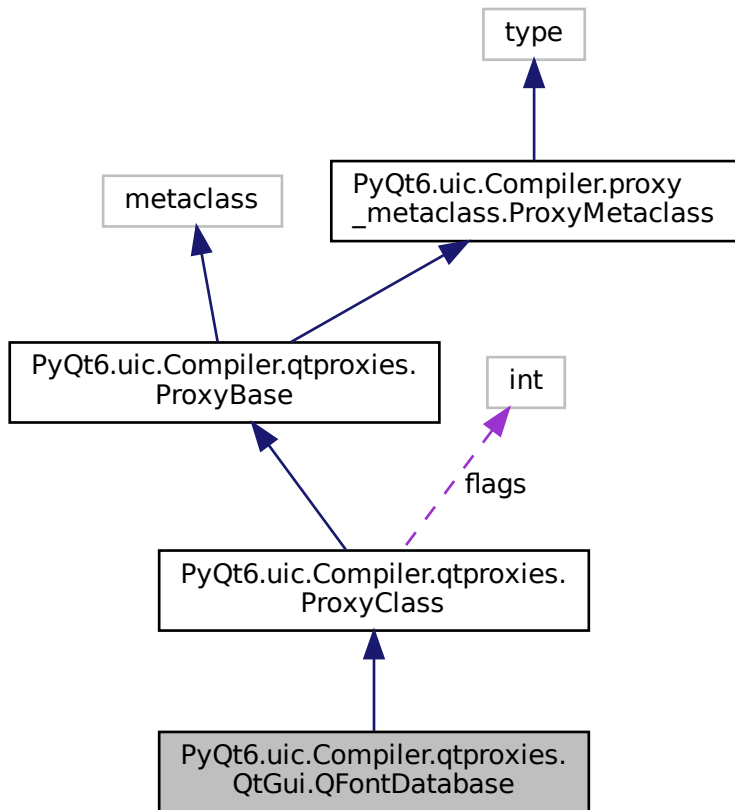 type
PyQt6.uic.Compiler.proxy
_metaclass.ProxyMetaclass
metaclass
PyQt6.uic.Compiler.qtproxies.
ProxyBase
int
flags
PyQt6.uic.Compiler.qtproxies.
ProxyClass
PyQt6.uic.Compiler.qtproxies.
QtGui.QFontDatabase